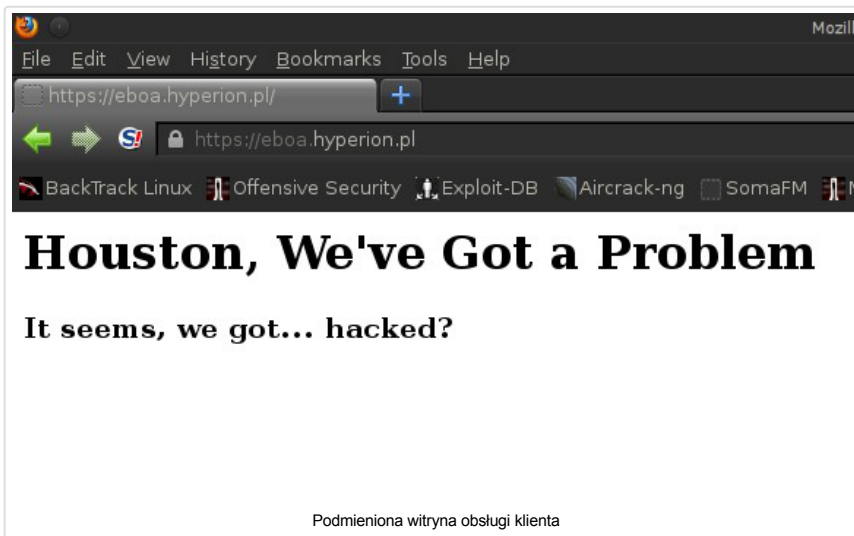 Mozill
File Edit View History Bookmarks Tools Help
https://eboa.hyperion.pl/
https://eboa.hyperion.pl
BackTrack Linux Offensive Security Exploit-DB Aircrack-ng SomaFM
Houston, We've Got a Problem
It seems, we got... hacked?
Podmieniona witryna obsługi klienta